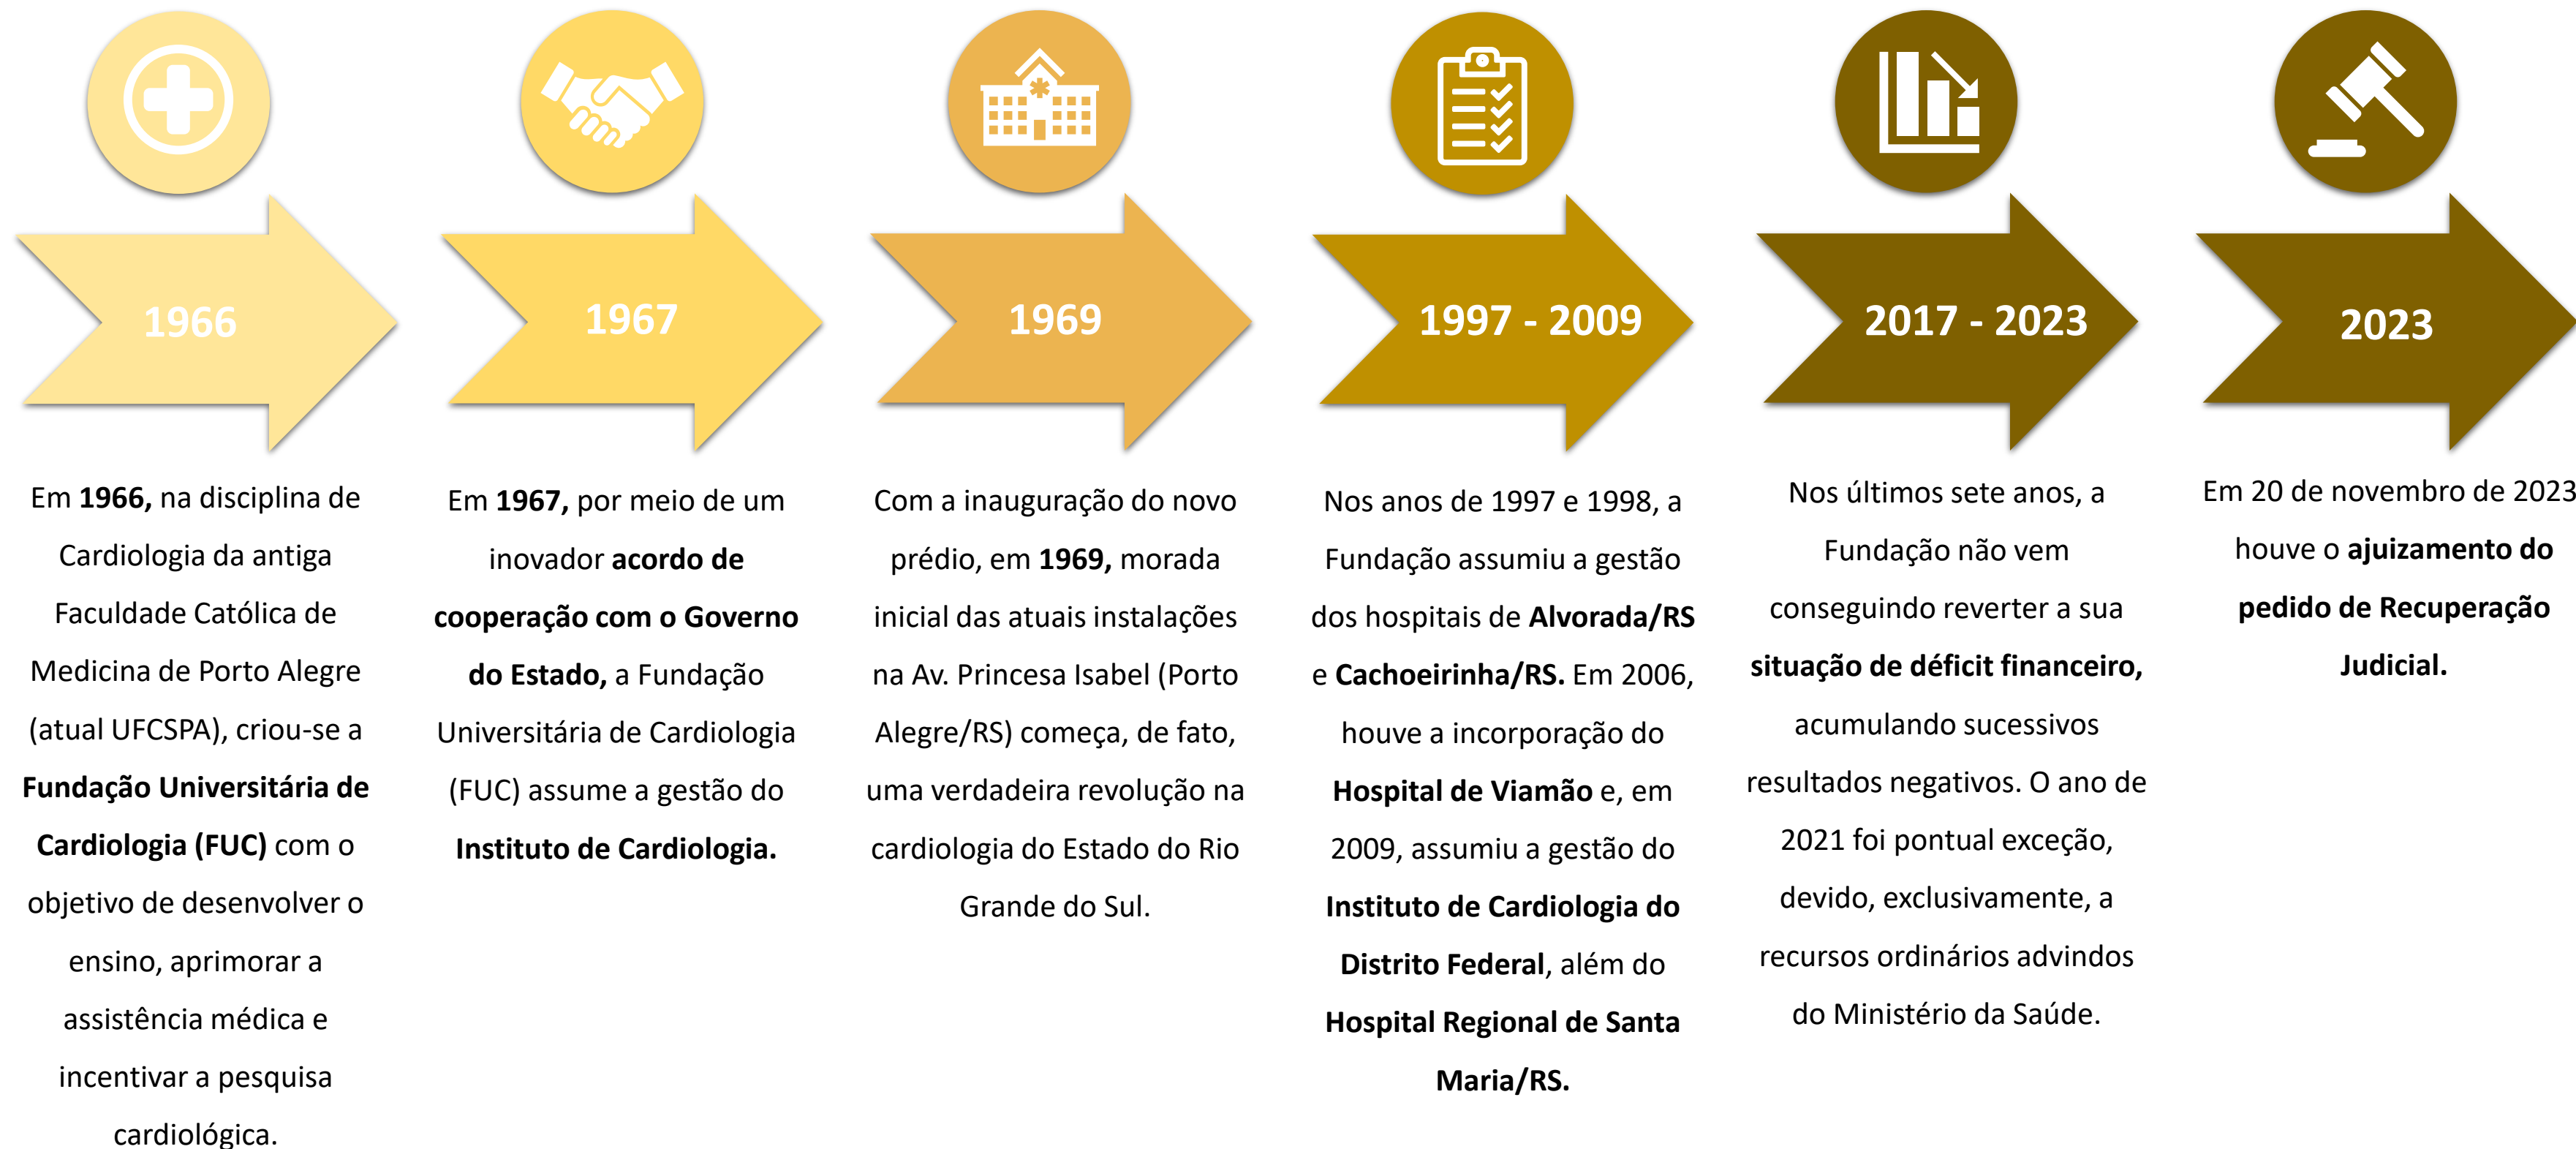 1966
Em 1966, na disciplina de
Cardiologia da antiga
Faculdade Católica de
Medicina de Porto Alegre
(atual UFCSPA), criou-se a
Fundação Universitária de
Cardiologia (FUC) com o
objetivo de desenvolver o
ensino, aprimorar a
assistência médica e
incentivar a pesquisa
cardiológica.
1967
Em 1967, por meio de um
inovador acordo de
cooperação com o Governo
do Estado, a Fundação
Universitária de Cardiologia
(FUC) assume a gestão do
Instituto de Cardiologia.
1969
Com a inauguração do novo
prédio, em 1969, morada
inicial das atuais instalações
na Av. Princesa Isabel (Porto
Alegre/RS) começa, de fato,
uma verdadeira revolução na
cardiologia do Estado do Rio
Grande do Sul.
1997 - 2009
Nos anos de 1997 e 1998, a
Fundação assumiu a gestão
dos hospitais de Alvorada/RS
e Cachoeirinha/RS. Em 2006,
houve a incorporação do
Hospital de Viamão e, em
2009, assumiu a gestão do
Instituto de Cardiologia do
Distrito Federal, além do
Hospital Regional de Santa
Maria/RS.
2017 - 2023
Nos últimos sete anos, a
Fundação não vem
conseguindo reverter a sua
situação de déficit financeiro,
acumulando sucessivos
resultados negativos. O ano de
2021 foi pontual exceção,
devido, exclusivamente, a
recursos ordinários advindos
do Ministério da Saúde.
2023
Em 20 de novembro de 2023
houve o ajuizamento do
pedido de Recuperação
Judicial.